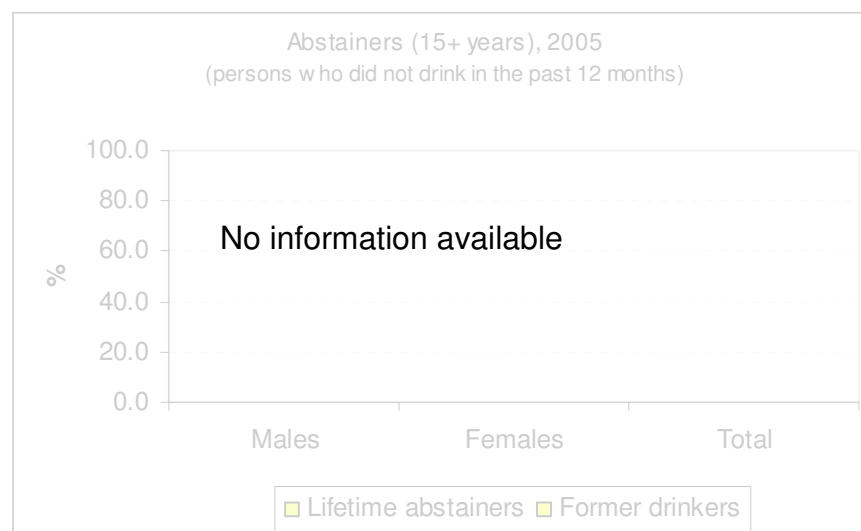 Abstainers (15+ years), 2005
(persons who did not drink in the past 12 months)
100.0
80.0
60.0
40.0
20.0
0.0
%
No information available
Males Females Total
Lifetime abstainers Former drinkers